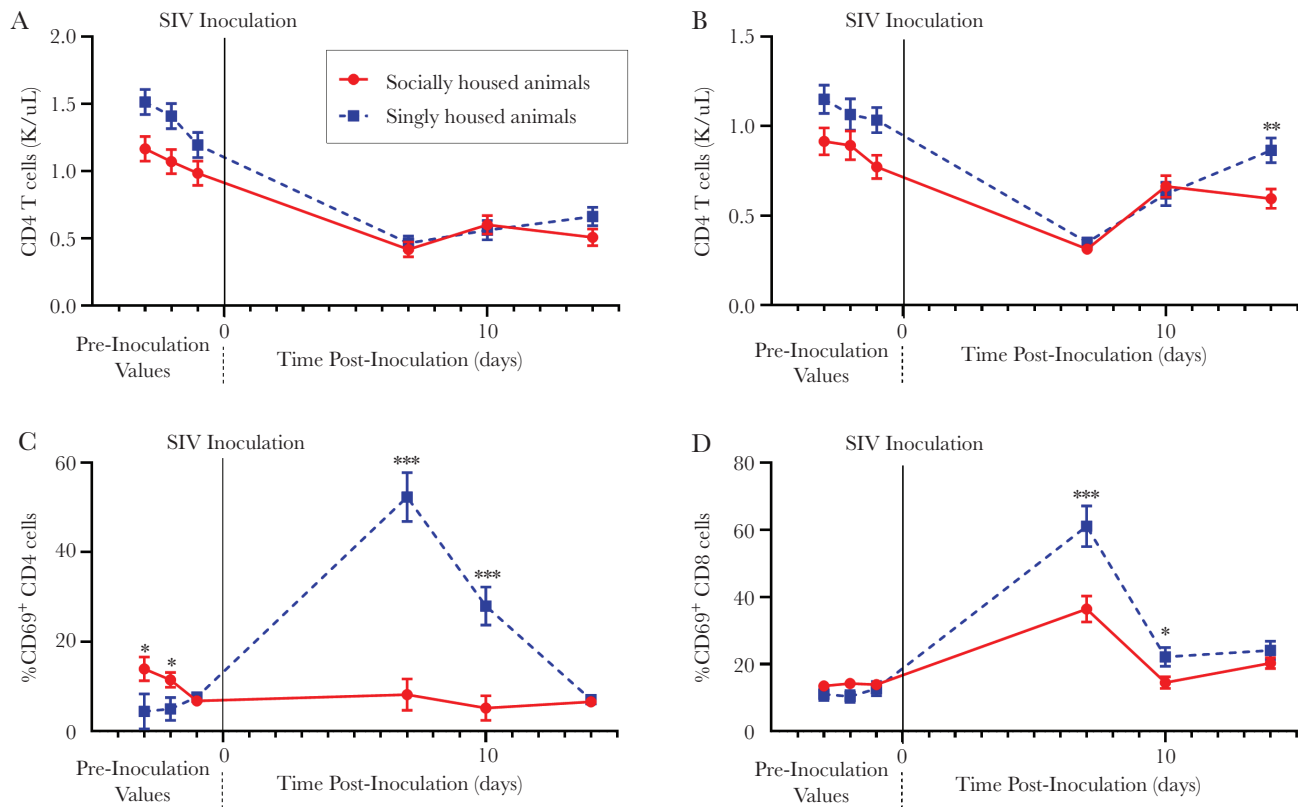 A
SIV Inoculation
2.0
1.5
1.0
0.5
0.0
CD4 T cells (K/uL)
Socially housed animals
Singly housed animals
0
10
Pre-Inoculation
Values
Time Post-Inoculation (days)
B
1.5
1.0
0.5
0.0
CD4 T cells (K/uL)
**
0
10
Pre-Inoculation
Values
Time Post-Inoculation (days)
C
SIV Inoculation
60
40
20
0
%CD69+ CD4 cells
*
*
***
***
0
10
Pre-Inoculation
Values
Time Post-Inoculation (days)
D
SIV Inoculation
80
60
40
20
0
%CD69+ CD8 cells
***
*
0
10
Pre-Inoculation
Values
Time Post-Inoculation (days)